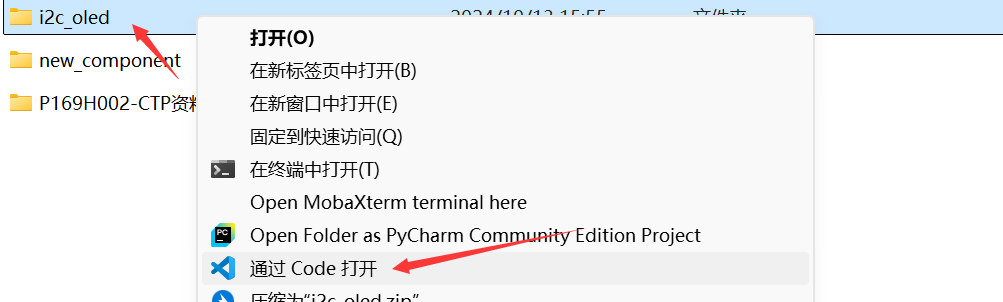 i2c_oled
2024/10/13 15:55
文件夹
打开(O)
new_component
在新标签页中打开(B)
P169H002-CTP资料
在新窗口中打开(E)
固定到快速访问(Q)
在终端中打开(T)
Open MobaXterm terminal here
Open Folder as PyCharm Community Edition Project
通过 Code 打开
压缩为"i2c_oled.zip"